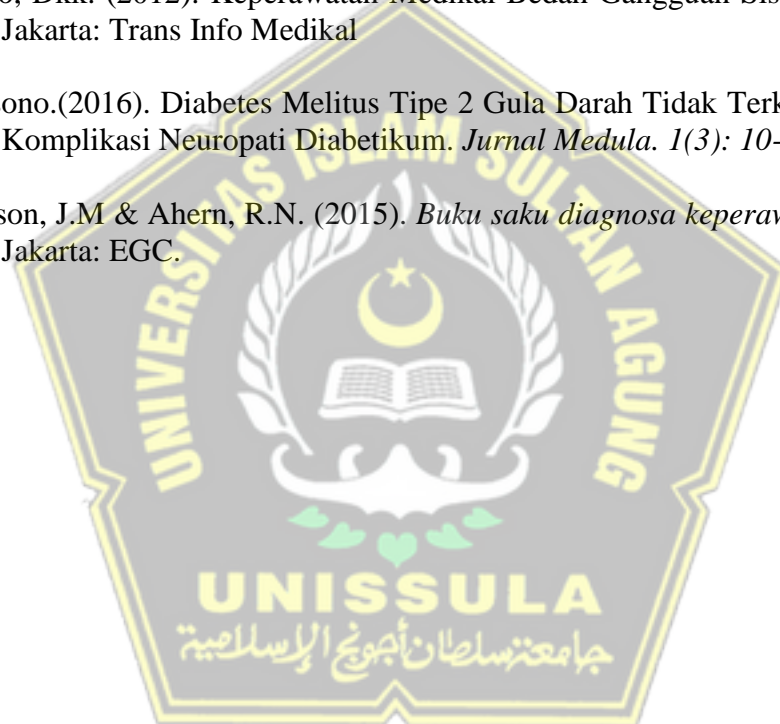 o, Dkk. (2012). Keperawatan Medikal Bedah Gangguan Sis
Jakarta: Trans Info Medikal
ono.(2016). Diabetes Melitus Tipe 2 Gula Darah Tidak Terk
Komplikasi Neuropati Diabetikum. Jurnal Medula. 1(3): 10-
son, J.M & Ahern, R.N. (2015). Buku saku diagnosa keperaw
Jakarta: EGC.
UNIVERSITAS ISLAM SULTAN AGUNG
UNISSULA
جامعتنسلطان أجونج الإسلامية